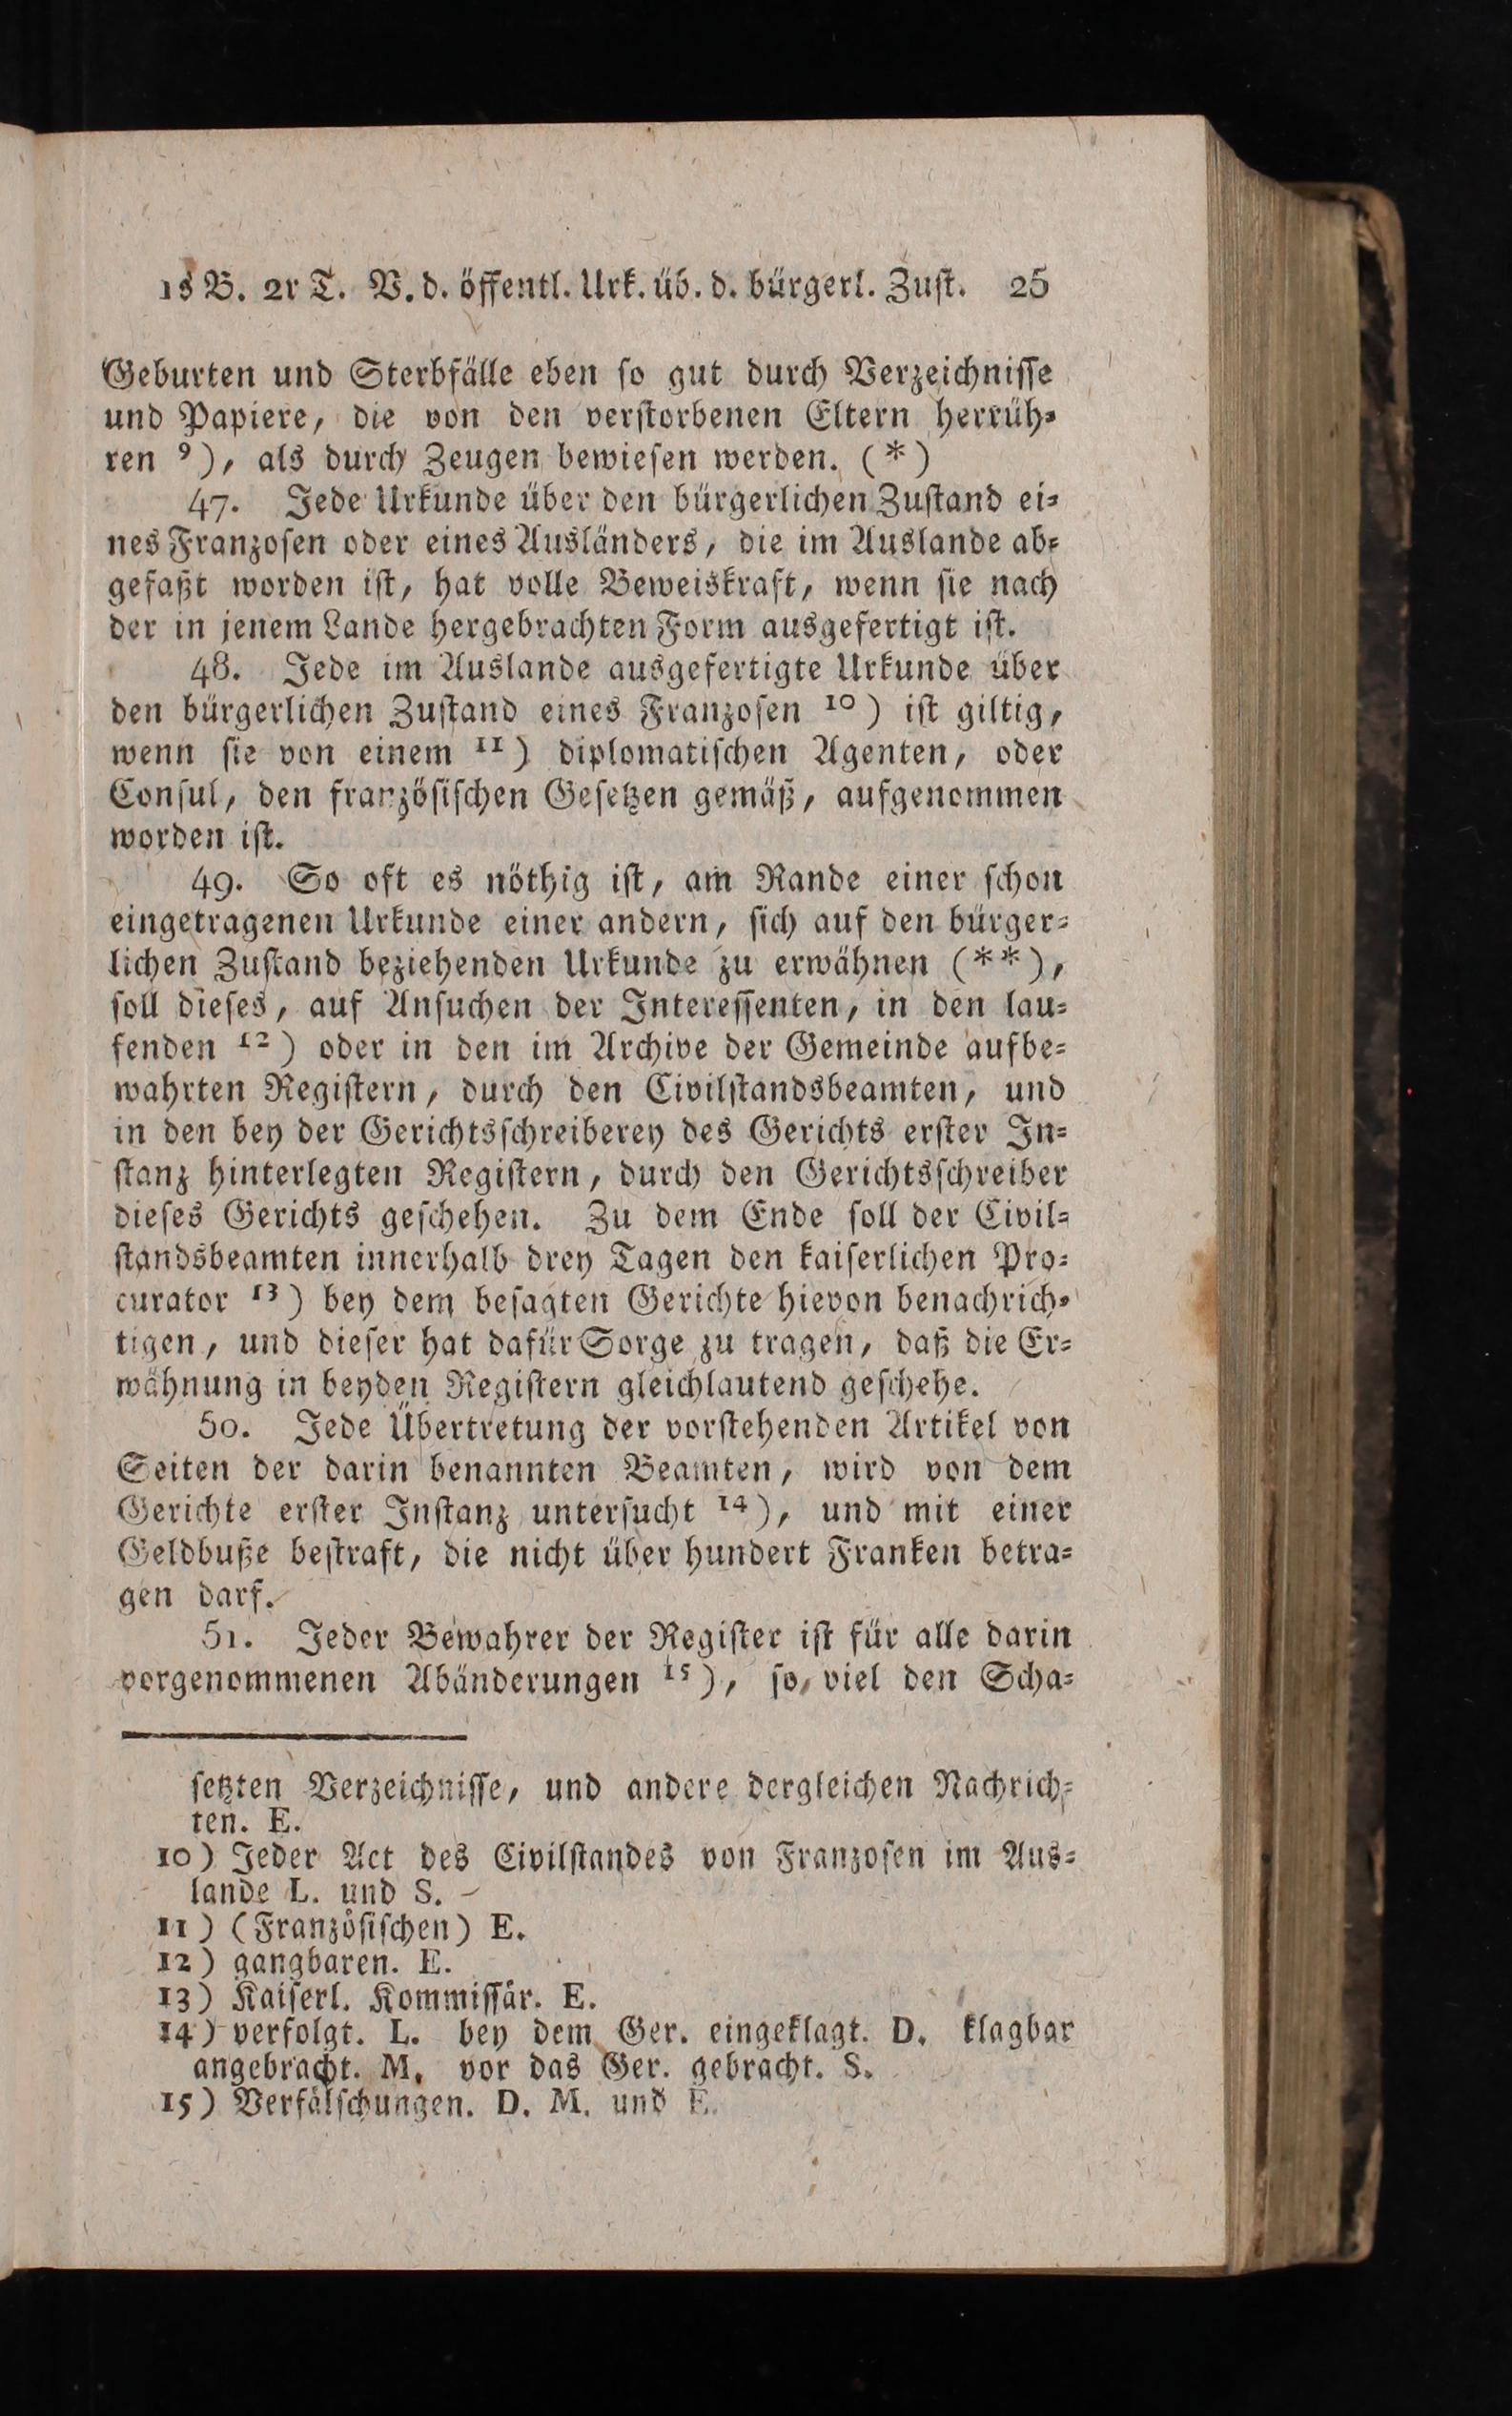 1s B. 2r T. V. d. öffentl. Urk. üb. d. bürgerl. Zust. 25
Geburten und Sterbfälle eben so gut durch Verzeichnisse
und Papiere, die von den verstorbenen Eltern herrüh-
ren 9), als durch Zeugen bewiesen werden. (*)
47. Jede Urkunde über den bürgerlichen Zustand ei-
nes Franzosen oder eines Ausländers, die im Auslande ab-
gefaßt worden ist, hat volle Beweiskraft, wenn sie nach
der in jenem Lande hergebrachten Form ausgefertigt ist.
48. Jede im Auslande ausgefertigte Urkunde über
den bürgerlichen Zustand eines Franzosen 10) ist giltig,
wenn sie von einem 11) diplomatischen Agenten, oder
Consul, den französischen Gesetzen gemäß, aufgenommen
worden ist.
49. So oft es nöthig ist, am Rande einer schon
eingetragenen Urkunde einer andern, sich auf den bürger-
lichen Zustand beziehenden Urkunde zu erwähnen (**),
soll dieses, auf Ansuchen der Interessenten, in den lau-
fenden 12) oder in den im Archive der Gemeinde aufbe-
wahrten Registern, durch den Civilstandsbeamten, und
in den bey der Gerichtsschreiberey des Gerichts erster In-
stanz hinterlegten Registern, durch den Gerichtsschreiber
dieses Gerichts geschehen. Zu dem Ende soll der Civil-
standsbeamten innerhalb drey Tagen den kaiserlichen Pro-
curator 13) bey dem besagten Gerichte hievon benachrich-
tigen, und dieser hat dafür Sorge zu tragen, daß die Er-
wähnung in beyden Registern gleichlautend geschehe.
50. Jede Übertretung der vorstehenden Artikel von
Seiten der darin benannten Beamten, wird von dem
Gerichte erster Instanz untersucht 14), und mit einer
Geldbuße bestraft, die nicht über hundert Franken betra-
gen darf.
51. Jeder Bewahrer der Register ist für alle darin
vorgenommenen Abänderungen 15), so viel den Scha-
setzten Verzeichnisse, und andere dergleichen Nachrich-
ten. E.
10) Jeder Act des Civilstandes von Franzosen im Aus-
lande L. und S.
11) (Französischen) E.
12) gangbaren. E.
13) Kaiserl. Kommissär. E.
14) verfolgt. L. bey dem Ger. eingeklagt. D. klagbar
angebracht. M. vor das Ger. gebracht. S.
15) Verfälschungen. D. M. und E.